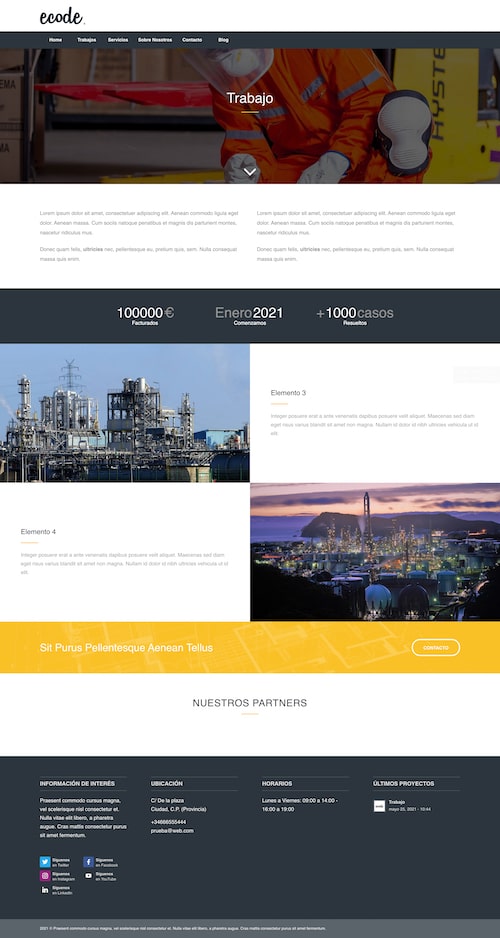 ecode.
Home Trabajos Servicios Sobre Nosotros Contacto Blog
EMA
HYSTER
Trabajo
Lorem ipsum dolor sit amet, consectetuer adipiscing elit. Aenean commodo ligula eget
dolor. Aenean massa. Cum sociis natoque penatibus et magnis dis parturient montes,
nascetur ridiculus mus.
Donec quam felis, ultricies nec, pellentesque eu, pretium quis, sem. Nulla consequat
massa quis enim.
Lorem ipsum dolor sit amet, consectetuer adipiscing elit. Aenean commodo ligula eget
dolor. Aenean massa. Cum sociis natoque penatibus et magnis dis parturient montes,
nascetur ridiculus mus.
Donec quam felis, ultricies nec, pellentesque eu, pretium quis, sem. Nulla consequat
massa quis enim.
100000€
Facturados
Enero2021
Comenzamos
+1000casos
Resueltos
Elemento 3
Integer posuere erat a ante venenatis dapibus posuere velit aliquet. Maecenas sed diam
eget risus varius blandit sit amet non magna. Nullam id dolor id nibh ultricies vehicula ut id
elit.
Elemento 4
Integer posuere erat a ante venenatis dapibus posuere velit aliquet. Maecenas sed diam
eget risus varius blandit sit amet non magna. Nullam id dolor id nibh ultricies vehicula ut id
elit.
Sit Purus Pellentesque Aenean Tellus
CONTACTO
NUESTROS PARTNERS
INFORMACIÓN DE INTERÉS
Praesent commodo cursus magna,
vel scelerisque nisl consectetur et.
Nulla vitae elit libero, a pharetra
augue. Cras mattis consectetur purus
sit amet fermentum.
Síguenos
en Twitter
Síguenos
en Facebook
Síguenos
en Instagram
Síguenos
en YouTube
Síguenos
en LinkedIn
UBICACIÓN
C/ De la plaza
Ciudad, C.P. (Provincia)
+34666555444
prueba@web.com
HORARIOS
Lunes a Viernes: 09:00 a 14:00 -
16:00 a 19:00
ÚLTIMOS PROYECTOS
Trabajo
mayo 25, 2021 - 10:44
2021 © Praesent commodo cursus magna, vel scelerisque nisl consectetur et. Nulla vitae elit libero, a pharetra augue. Cras mattis consectetur purus sit amet fermentum.